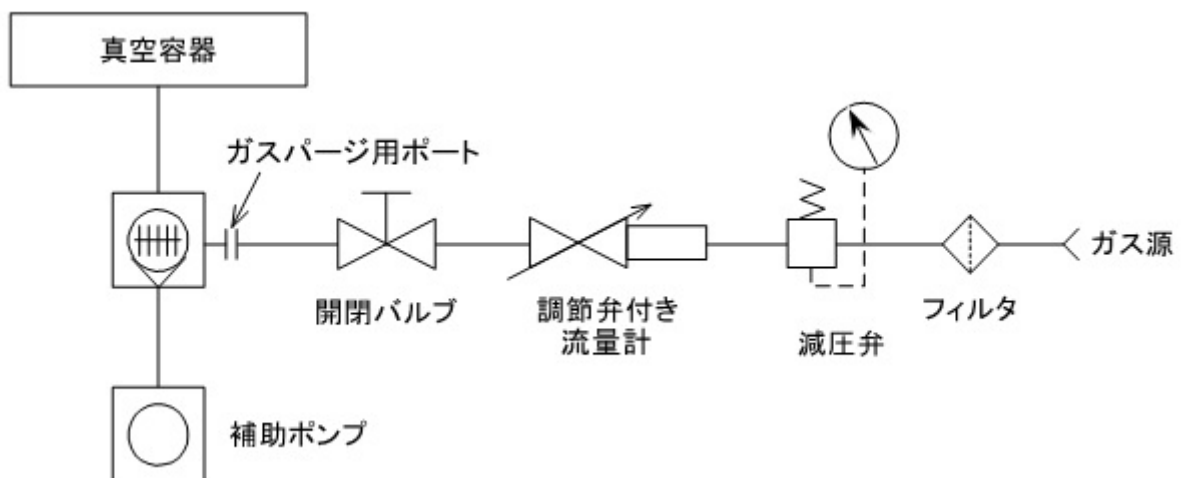 真空容器
ガスパージ用ポート
ガス源
開閉バルブ
調節弁付き
流量計
減圧弁
フィルタ
補助ポンプ